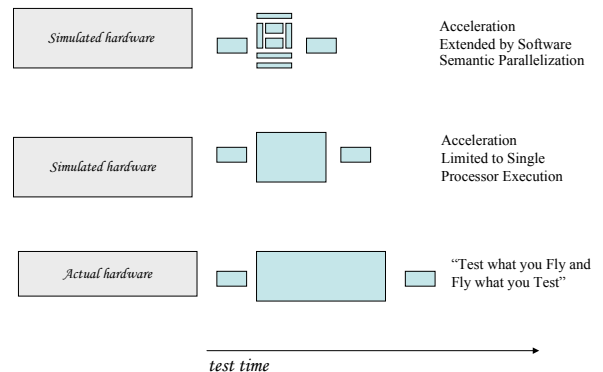 Simulated hardware
Acceleration
Extended by Software
Semantic Parallelization
Simulated hardware
Acceleration
Limited to Single
Processor Execution
Actual hardware
“Test what you Fly and
Fly what you Test”
test time